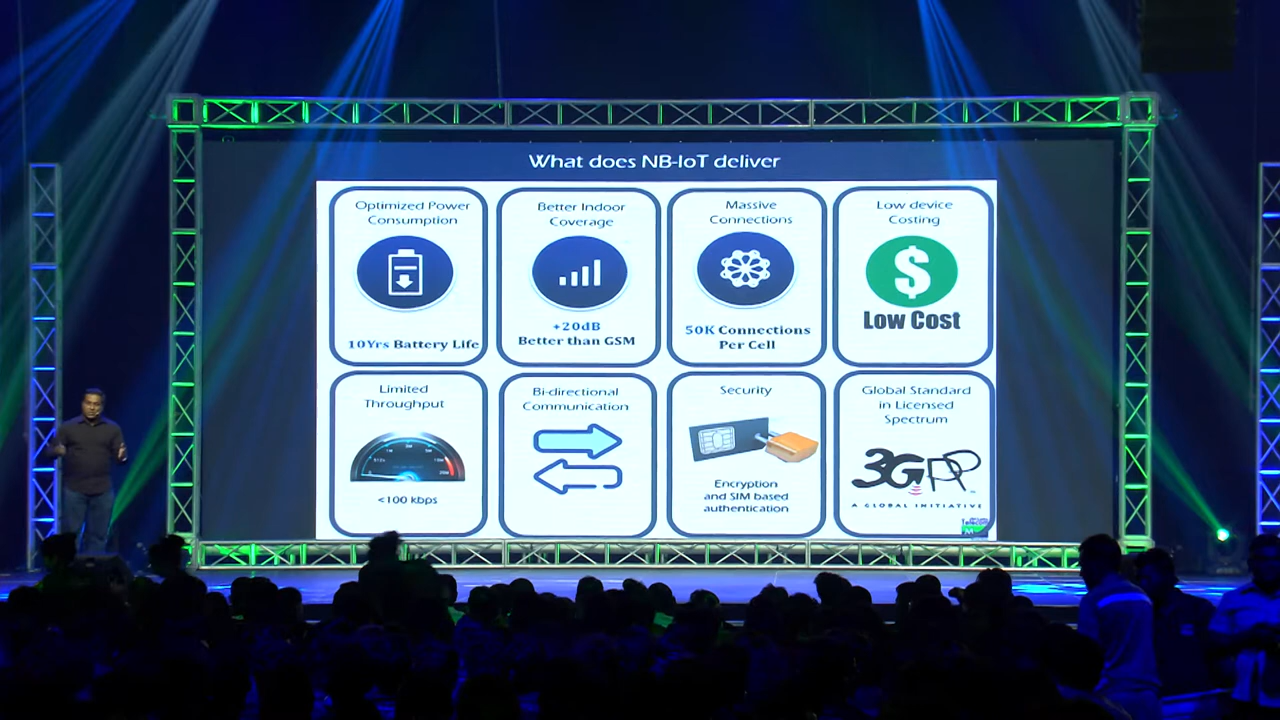 What does NB-IoT deliver
Optimized Power
Consumption
10Yrs Battery Life
Better Indoor
Coverage
+20dB
Better than GSM
Massive
Connections
50K Connections
Per Cell
Low device
Costing
$
Low Cost
Limited
Throughput
<100 kbps
Bi-directional
Communication
Security
Encryption
and SIM based
authentication
Global Standard
in Licensed
Spectrum
3GPP
A GLOBAL INITIATIVE
Telecom